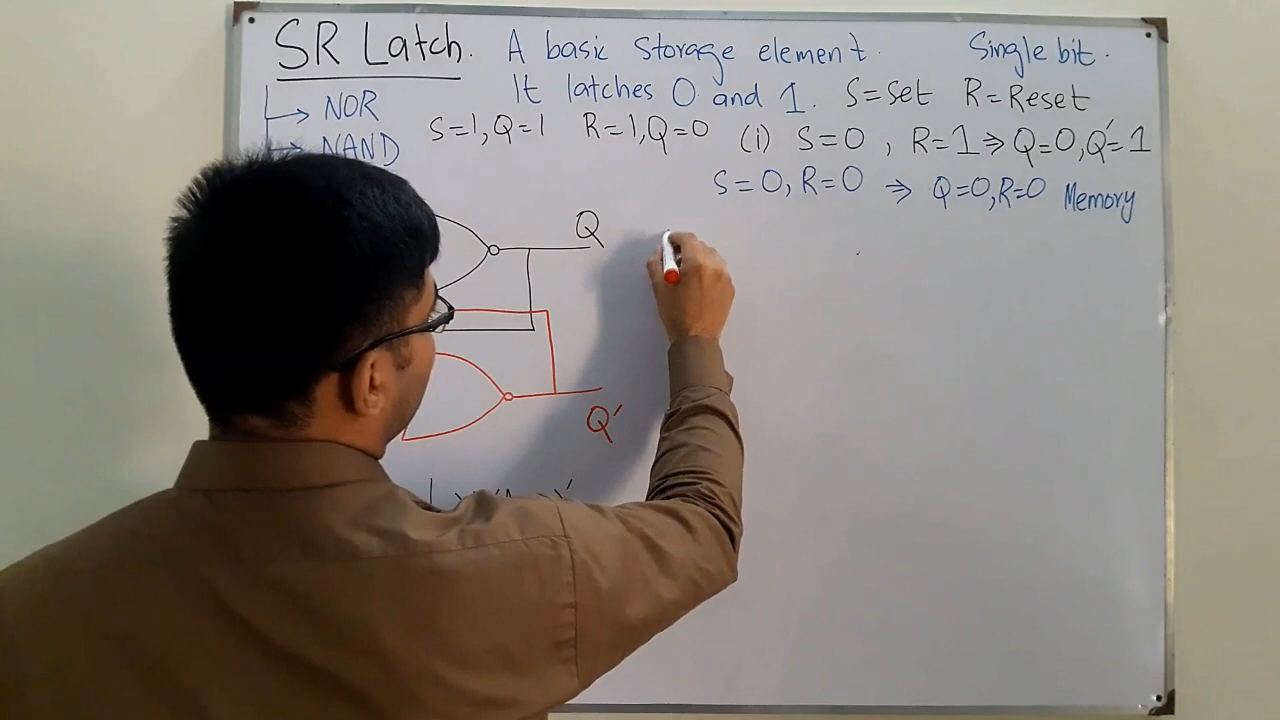 SR Latch. A basic storage element. Single bit.
It latches 0 and 1. S=set R=Reset
NOR
NAND
S=1,Q=1 R=1,Q=0 (i) S=0, R=1⇒Q=0,Q'=1
S=0,R=0 ⇒ Q=0,R=0 Memory
Q
Q'